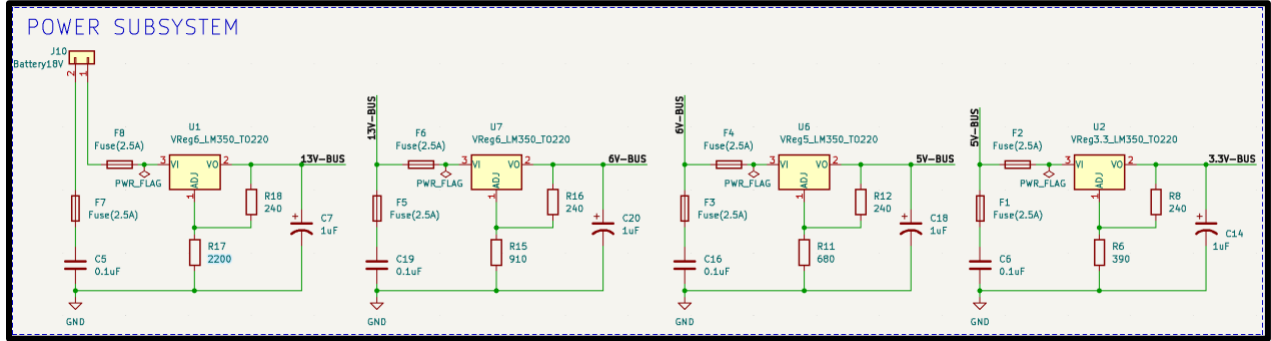 POWER SUBSYSTEM
J10
Battery18V
2
1
F8
Fuse(2.5A)
PWR_FLAG
U1
VReg6_LM350_TO220
3
VI
VO
2
ADJ
1
13V-BUS
F7
Fuse(2.5A)
R18
240
C7
1uF
R17
2200
C5
0.1uF
GND
13V-BUS
F6
Fuse(2.5A)
PWR_FLAG
U7
VReg6_LM350_TO220
3
VI
VO
2
ADJ
1
6V-BUS
F5
Fuse(2.5A)
R16
240
C20
1uF
R15
910
C19
0.1uF
GND
6V-BUS
F4
Fuse(2.5A)
PWR_FLAG
U6
VReg5_LM350_TO220
3
VI
VO
2
ADJ
1
5V-BUS
F3
Fuse(2.5A)
R12
240
C18
1uF
R11
680
C16
0.1uF
GND
5V-BUS
F2
Fuse(2.5A)
PWR_FLAG
U2
VReg3.3_LM350_TO220
3
VI
VO
2
ADJ
1
3.3V-BUS
F1
Fuse(2.5A)
R8
240
C14
1uF
R6
390
C6
0.1uF
GND